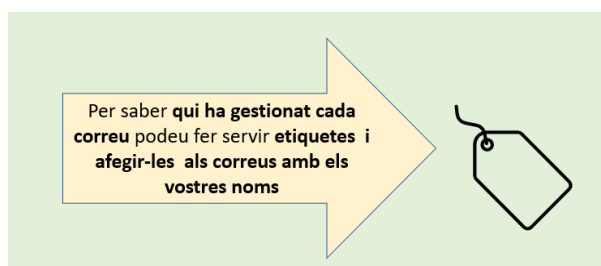 Per saber qui ha gestionat cada
correu podeu fer servir etiquetes i
afegir-les als correus amb els
vostres noms